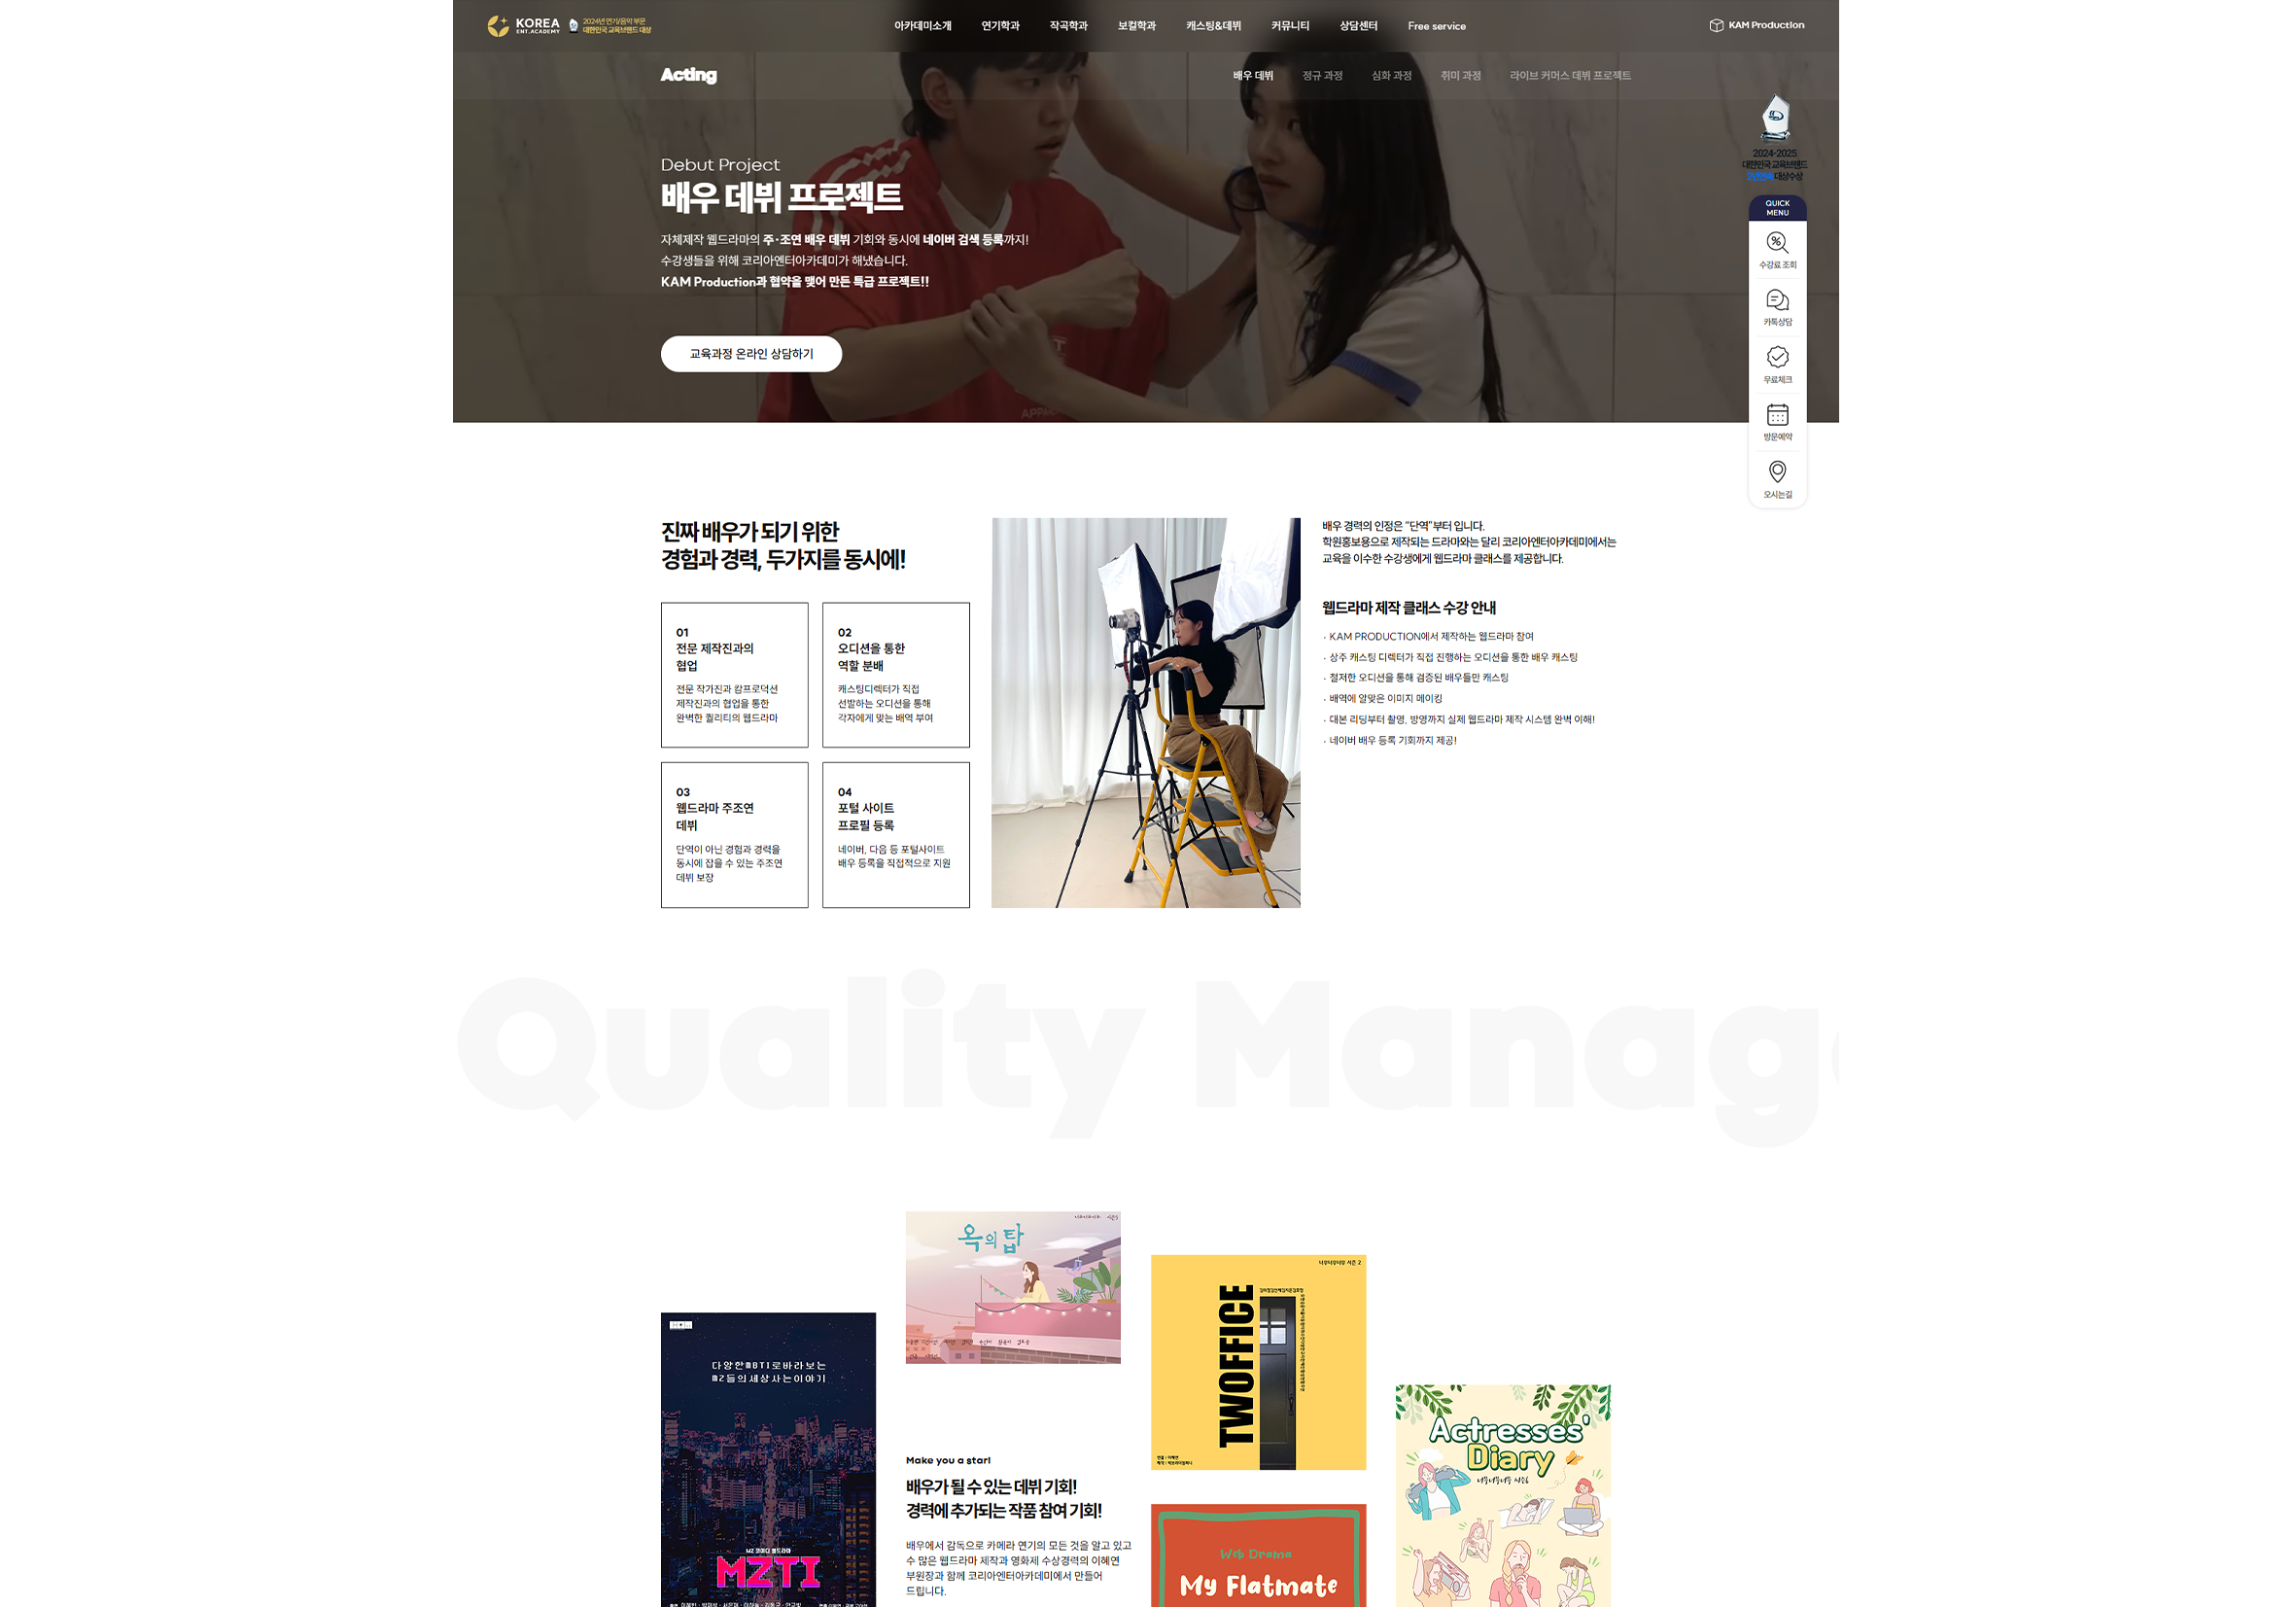 KOREA
ENT.ACADEMY
2024년 연기/음악 부문
대한민국 교육브랜드 대상
아카데미소개
연기학과
작곡학과
보컬학과
캐스팅&데뷔
커뮤니티
상담센터
Free service
KAM Production
Acting
배우 데뷔
정규 과정
심화 과정
취미 과정
라이브 커머스 데뷔 프로젝트
Debut Project
배우 데뷔 프로젝트
자체제작 웹드라마의 주·조연 배우 데뷔 기회와 동시에 네이버 검색 등록까지!
수강생들을 위해 코리아엔터아카데미가 해냈습니다.
KAM Production과 협약을 맺어 만든 특급 프로젝트!!
교육과정 온라인 상담하기
2024-2025
대한민국 교육브랜드
대상수상
QUICK
MENU
수강료 조회
카톡상담
무료체크
방문예약
오시는길
진짜 배우가 되기 위한
경험과 경력, 두가지를 동시에!
01
전문 제작진과의
협업
전문 작가진과 캄프로덕션
제작진과의 협업을 통한
완벽한 퀄리티의 웹드라마
02
오디션을 통한
역할 분배
캐스팅디렉터가 직접
선발하는 오디션을 통해
각자에게 맞는 배역 부여
03
웹드라마 주조연
데뷔
단역이 아닌 경험과 경력을
동시에 잡을 수 있는 주조연
데뷔 보장
04
포털 사이트
프로필 등록
네이버, 다음 등 포털사이트
배우 등록을 직접적으로 지원
배우 경력의 인정은 "단역"부터 입니다.
학원홍보용으로 제작되는 드라마와는 달리 코리아엔터아카데미에서는
교육을 이수한 수강생에게 웹드라마 클래스를 제공합니다.
웹드라마 제작 클래스 수강 안내
· KAM PRODUCTION에서 제작하는 웹드라마 참여
· 상주 캐스팅 디렉터가 직접 진행하는 오디션을 통한 배우 캐스팅
· 철저한 오디션을 통해 검증된 배우들만 캐스팅
· 배역에 알맞은 이미지 메이킹
· 대본 리딩부터 촬영, 방영까지 실제 웹드라마 제작 시스템 완벽 이해!
· 네이버 배우 등록 기회까지 제공!
Quality Manag
옥의탑
다양한MBTI로바라보는
MZ들의세상사는이야기
MZ 코미디 웹드라마
MZTI
Make you a star!
배우가 될 수 있는 데뷔 기회!
경력에 추가되는 작품 참여 기회!
배우에서 감독으로 카메라 연기의 모든 것을 알고 있고
수 많은 웹드라마 제작과 영화제 수상경력의 이혜연
부원장과 함께 코리아엔터아카데미에서 만들어
드립니다.
TWOFFICE
Web Drama
My Flatmate
Actresses'
Diary